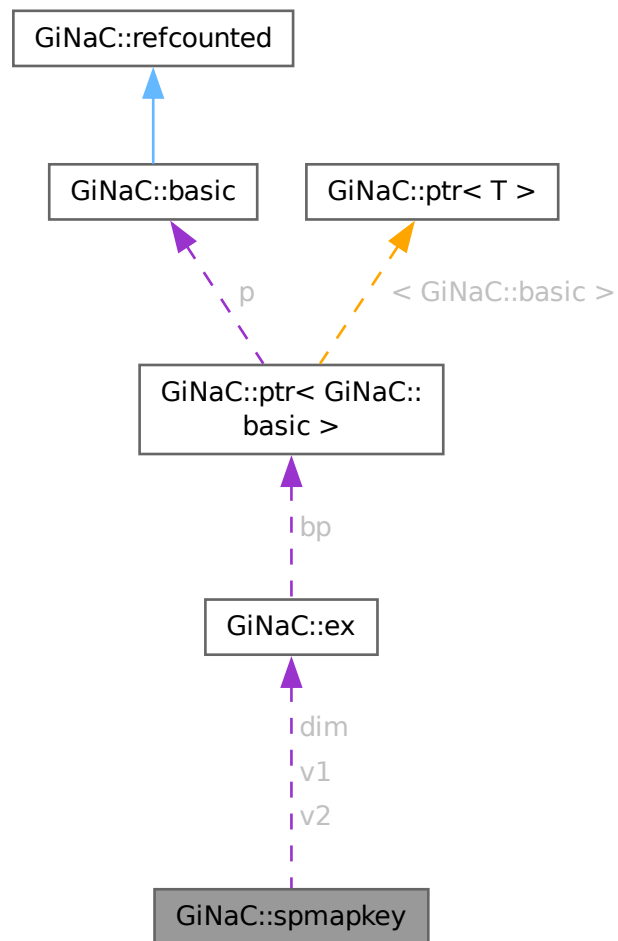 GiNaC::refcounted
GiNaC::basic
GiNaC::ptr< T >
p
< GiNaC::basic >
GiNaC::ptr< GiNaC::
basic >
bp
GiNaC::ex
dim
v1
v2
GiNaC::spmapkey